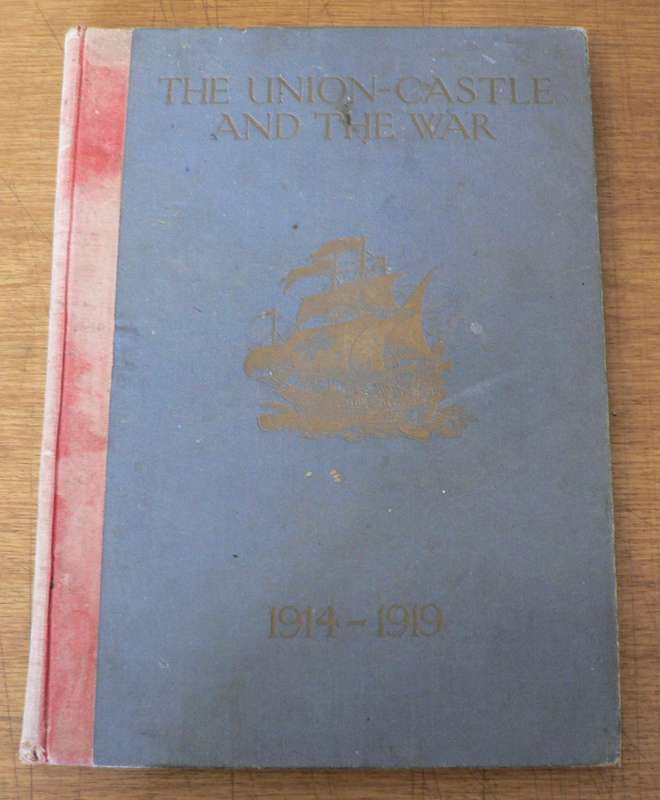 THE UNION-CASTLE
AND THE WAR
1914-1919